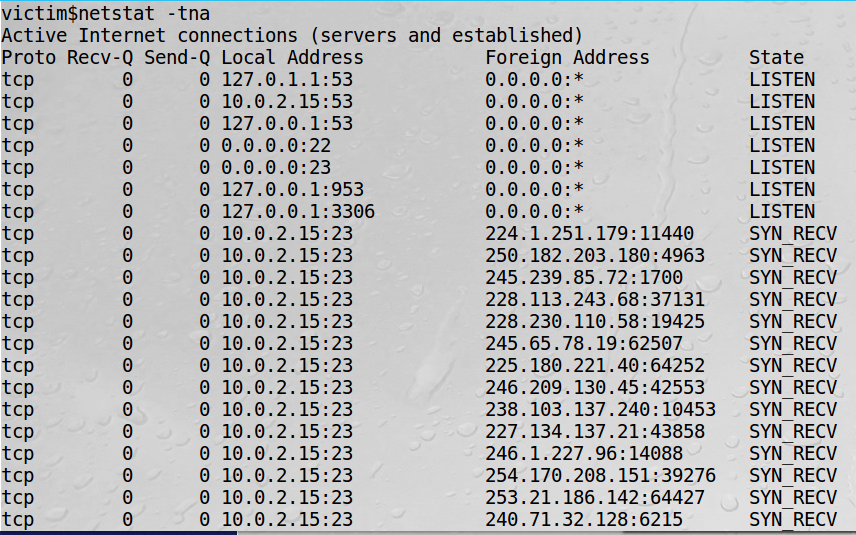 victim$netstat -tna
Active Internet connections (servers and established)
Proto Recv-Q Send-Q Local Address           Foreign Address         State
tcp        0      0 127.0.1.1:53            0.0.0.0:*               LISTEN
tcp        0      0 10.0.2.15:53            0.0.0.0:*               LISTEN
tcp        0      0 127.0.0.1:53            0.0.0.0:*               LISTEN
tcp        0      0 0.0.0.0:22              0.0.0.0:*               LISTEN
tcp        0      0 0.0.0.0:23              0.0.0.0:*               LISTEN
tcp        0      0 127.0.0.1:953           0.0.0.0:*               LISTEN
tcp        0      0 127.0.0.1:3306          0.0.0.0:*               LISTEN
tcp        0      0 10.0.2.15:23            224.1.251.179:11440     SYN_RECV
tcp        0      0 10.0.2.15:23            250.182.203.180:4963    SYN_RECV
tcp        0      0 10.0.2.15:23            245.239.85.72:1700      SYN_RECV
tcp        0      0 10.0.2.15:23            228.113.243.68:37131    SYN_RECV
tcp        0      0 10.0.2.15:23            228.230.110.58:19425    SYN_RECV
tcp        0      0 10.0.2.15:23            245.65.78.19:62507      SYN_RECV
tcp        0      0 10.0.2.15:23            225.180.221.40:64252    SYN_RECV
tcp        0      0 10.0.2.15:23            246.209.130.45:42553    SYN_RECV
tcp        0      0 10.0.2.15:23            238.103.137.240:10453   SYN_RECV
tcp        0      0 10.0.2.15:23            227.134.137.21:43858    SYN_RECV
tcp        0      0 10.0.2.15:23            246.1.227.96:14088      SYN_RECV
tcp        0      0 10.0.2.15:23            254.170.208.151:39276   SYN_RECV
tcp        0      0 10.0.2.15:23            253.21.186.142:64427    SYN_RECV
tcp        0      0 10.0.2.15:23            240.71.32.128:6215      SYN_RECV